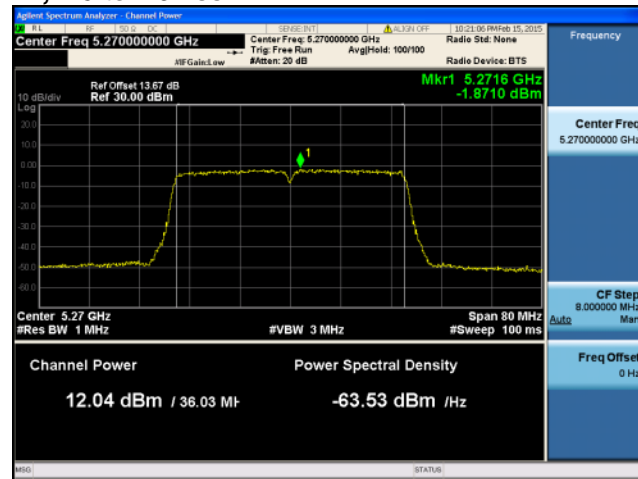 Agilent Spectrum Analyzer - Channel Power
RL RF 50 Ω DC SENSE:INT ALIGN OFF 10:21:06 PM Feb 15, 2015
Center Freq 5.270000000 GHz
Center Freq: 5.270000000 GHz
Radio Std: None
Trig: Free Run Avg|Hold: 100/100
#IFGain:Low #Atten: 20 dB Radio Device: BTS
Ref Offset 13.67 dB
10 dB/div Ref 30.00 dBm
Mkr1 5.2716 GHz
-1.8710 dBm
Log
20.0
10.0
0.00
-10.0
-20.0
-30.0
-40.0
-50.0
-60.0
1
Center 5.27 GHz Span 80 MHz
#Res BW 1 MHz #VBW 3 MHz #Sweep 100 ms
Channel Power Power Spectral Density
12.04 dBm / 36.03 MH -63.53 dBm /Hz
MSG STATUS
Frequency
Center Freq
5.270000000 GHz
CF Step
8.000000 MHz
Auto Man
Freq Offset
0 Hz